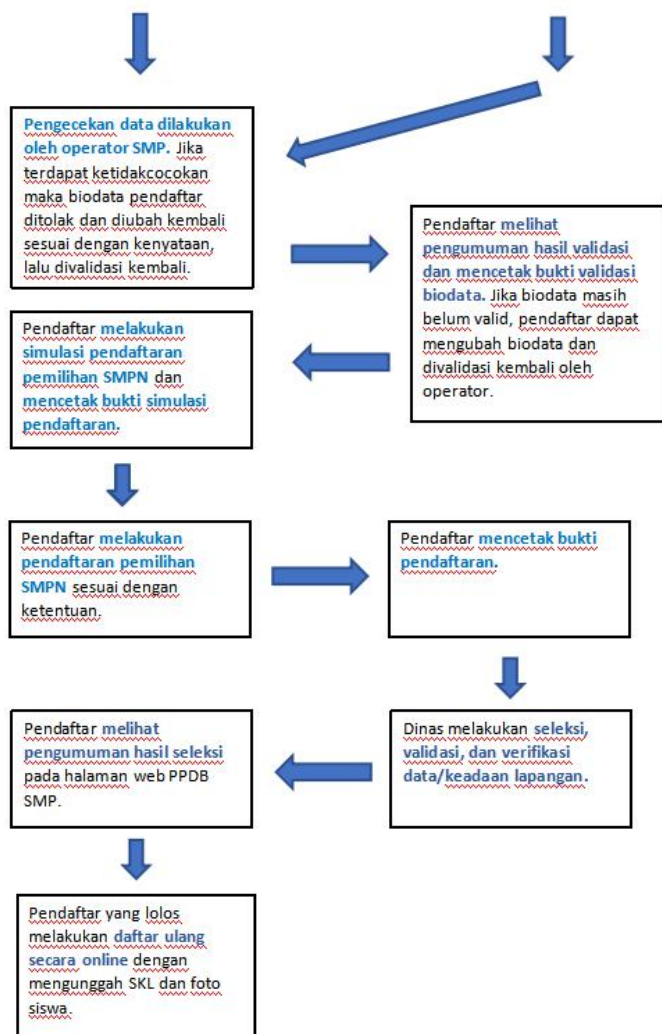 Pengecekan data dilakukan
oleh operator SMP. Jika
terdapat ketidakcocokan
maka biodata pendaftar
ditolak dan diubah kembali
sesuai dengan kenyataan,
lalu divalidasi kembali.
Pendaftar melihat
pengumuman hasil validasi
dan mencetak bukti validasi
biodata. Jika biodata masih
belum valid, pendaftar dapat
mengubah biodata dan
divalidasi kembali oleh
operator.
Pendaftar melakukan
simulasi pendaftaran
pemilihan SMPN dan
mencetak bukti simulasi
pendaftaran.
Pendaftar melakukan
pendaftaran pemilihan
SMPN sesuai dengan
ketentuan.
Pendaftar mencetak bukti
pendaftaran.
Dinas melakukan seleksi,
validasi, dan verifikasi
data/keadaan lapangan.
Pendaftar melihat
pengumuman hasil seleksi
pada halaman web PPDB
SMP.
Pendaftar yang lolos
melakukan daftar ulang
secara online dengan
mengunggah SKL dan foto
siswa.